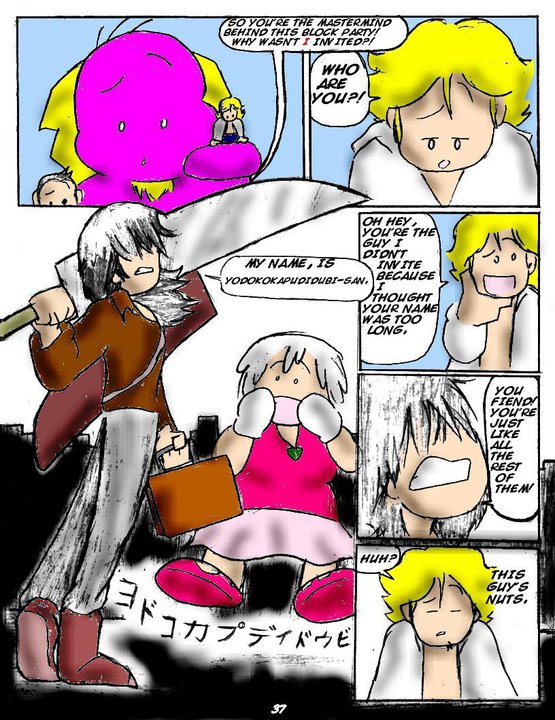 SO YOU'RE THE MASTERMIND
BEHIND THIS BLOCK PARTY!
WHY WASN'T I INVITED?!
WHO
ARE
YOU?!
MY NAME, IS
YODOKOKAPUDIDUBI-SAN.
OH HEY,
YOU'RE THE
GUY I
DIDN'T
INVITE
BECAUSE
I
THOUGHT
YOUR NAME
WAS TOO
LONG.
YOU
FIEND!
YOU'RE
JUST
LIKE
ALL
THE
REST
OF
THEM!
HUH?
THIS
GUY'S
NUTS.
ヨドコカプディドウビ
37